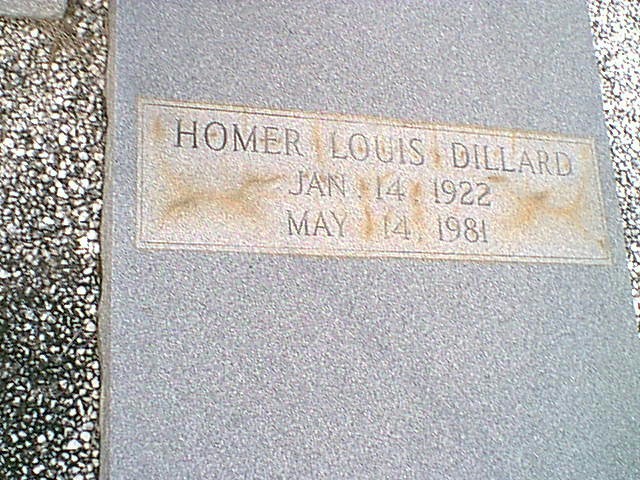 HOMER LOUIS DILLARD
JAN. 14, 1922
MAY 14, 1981